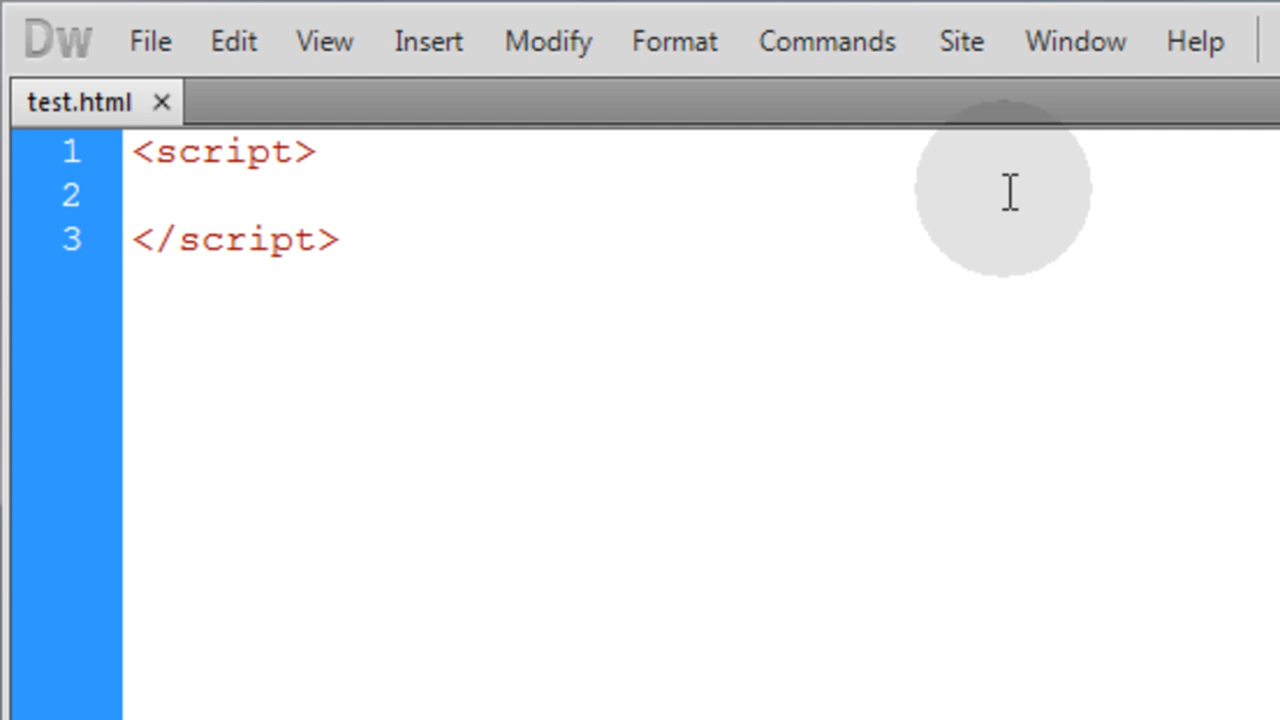 Dw File Edit View Insert Modify Format Commands Site Window Help
test.html ×
1 <script>
2
3 </script>